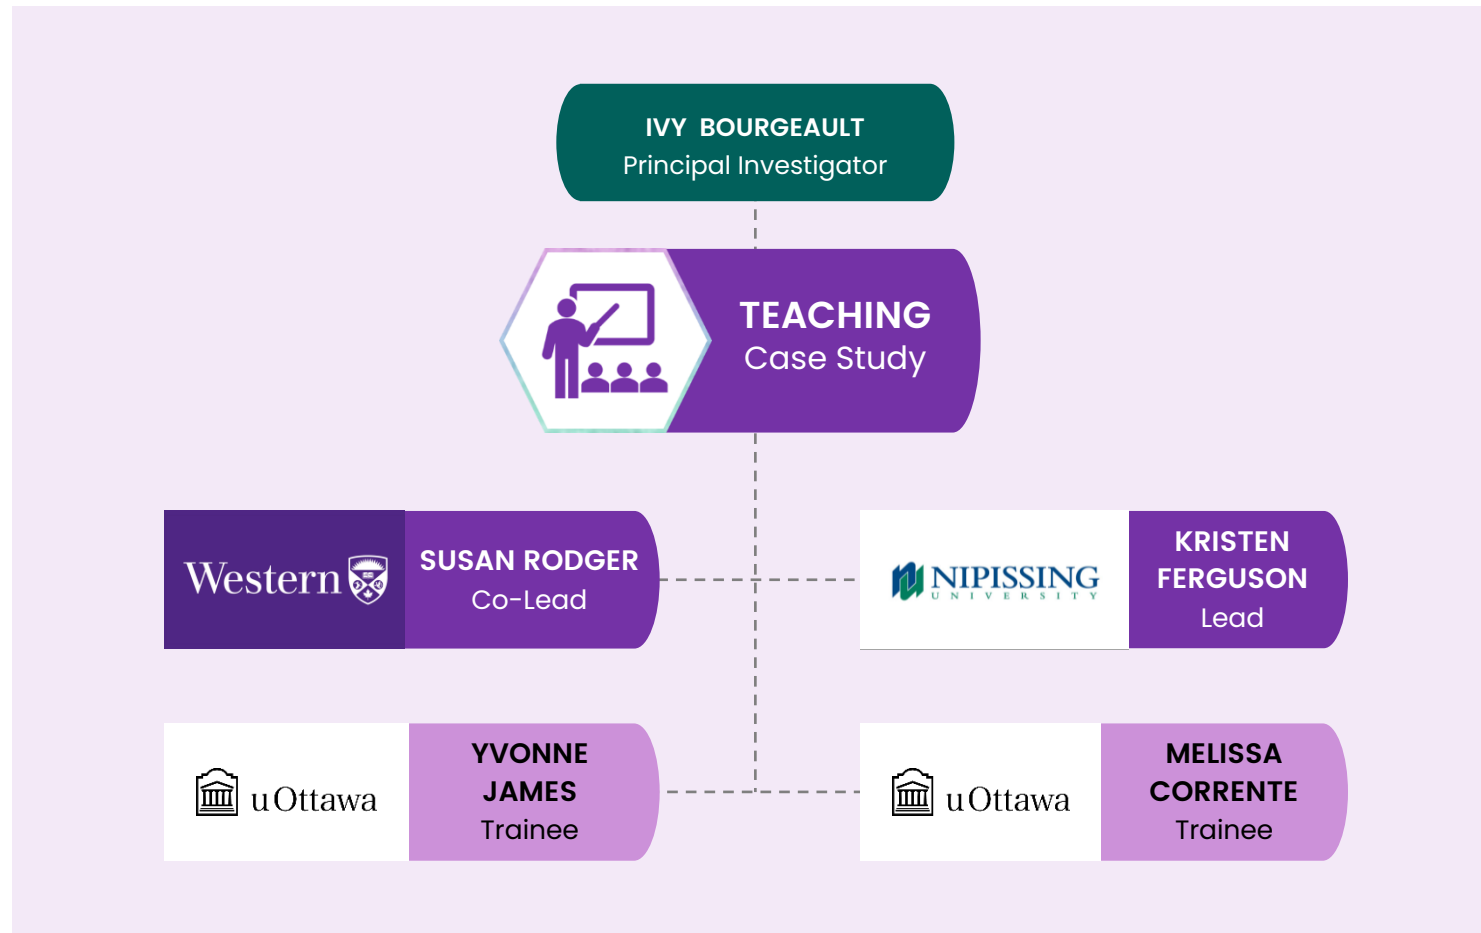 IVY BOURGEAULT
Principal Investigator
TEACHING
Case Study
Western
SUSAN RODGER
Co-Lead
NIPISSING
UNIVERSITY
KRISTEN
FERGUSON
Lead
uOttawa
YVONNE
JAMES
Trainee
uOttawa
MELISSA
CORRENTE
Trainee